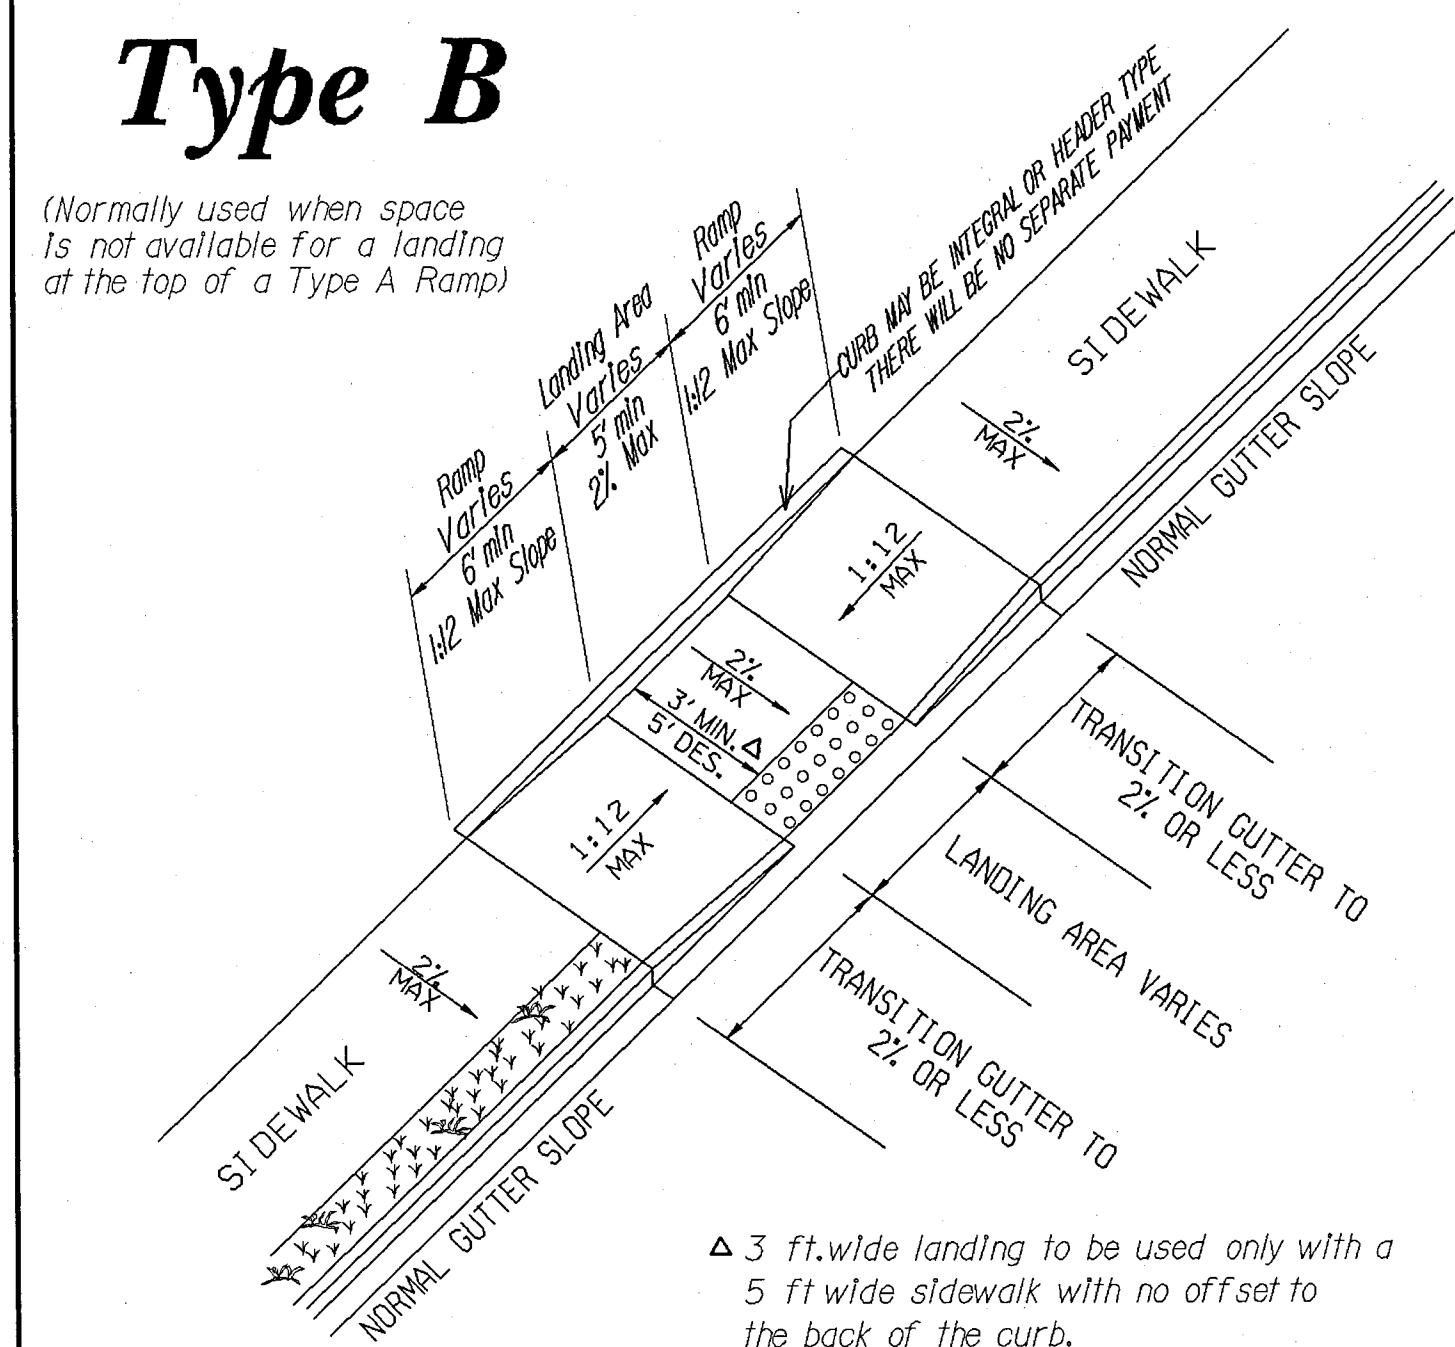 Type B
(Normally used when space
is not available for a landing
at the top of a Type A Ramp)
Ramp
Varies
6' min
1:12 Max Slope
Landing Area
Varies
5' min
2% Max
Ramp
Varies
6' min
1:12 Max Slope
CURB MAY BE INTEGRAL OR HEADER TYPE
THERE WILL BE NO SEPARATE PAYMENT
SIDEWALK
2%
MAX
NORMAL GUTTER SLOPE
1:12
MAX
2%
MAX
3' MIN. Δ
5' DES.
1:12
MAX
TRANSITION GUTTER TO
2% OR LESS
LANDING AREA VARIES
TRANSITION GUTTER TO
2% OR LESS
2%
MAX
SIDEWALK
NORMAL GUTTER SLOPE
Δ 3 ft.wide landing to be used only with a
5 ft wide sidewalk with no offset to
the back of the curb.